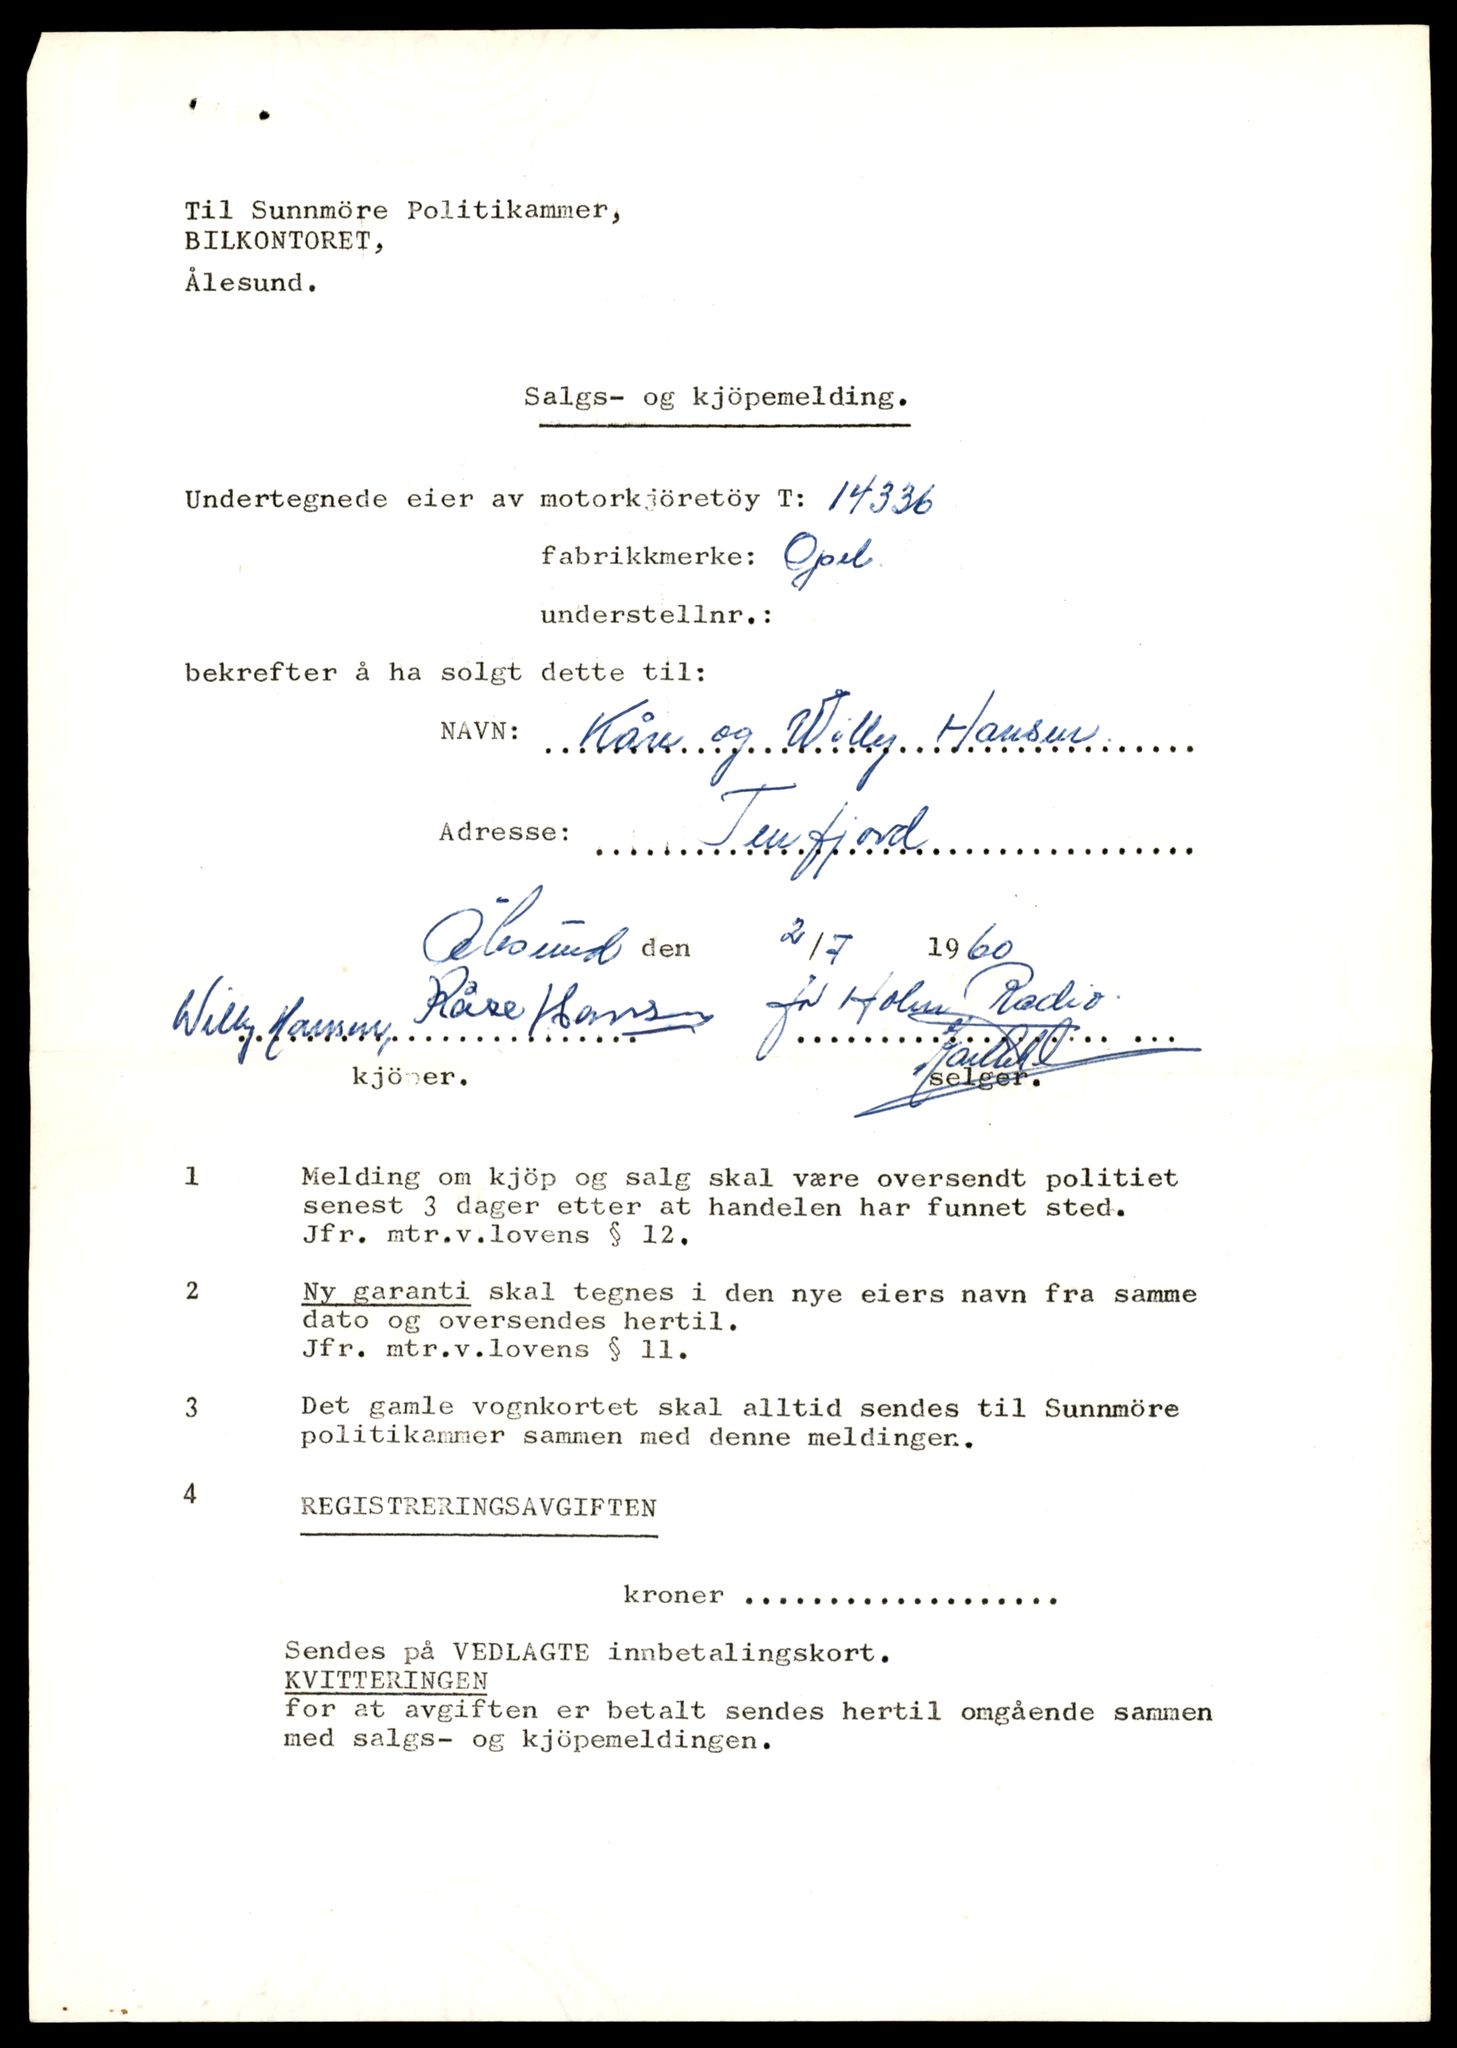 Til Sunnmöre Politikammer,
BILKONTORET,
Ålesund.
Salgs- og kjöpemelding.
Undertegnede eier av motorkjöretöy T: 14336
fabrikkmerke: Opel
understellnr.:
bekrefter å ha solgt dette til:
NAVN: Kåre og Willy Hansen
Adresse: Tenfjord
Ålesund den 2/7 1960
Willy Hansen, Kåre Hansen for Holm Radio
kjöper. selger.
1 Melding om kjöp og salg skal være oversendt politiet
senest 3 dager etter at handelen har funnet sted.
Jfr. mtr.v.lovens § 12.
2 Ny garanti skal tegnes i den nye eiers navn fra samme
dato og oversendes hertil.
Jfr. mtr.v.lovens § 11.
3 Det gamle vognkortet skal alltid sendes til Sunnmöre
politikammer sammen med denne meldingen.
4 REGISTRERINGSAVGIFTEN
kroner ...................
Sendes på VEDLAGTE innbetalingskort.
KVITTERINGEN
for at avgiften er betalt sendes hertil omgående sammen
med salgs- og kjöpemeldingen.